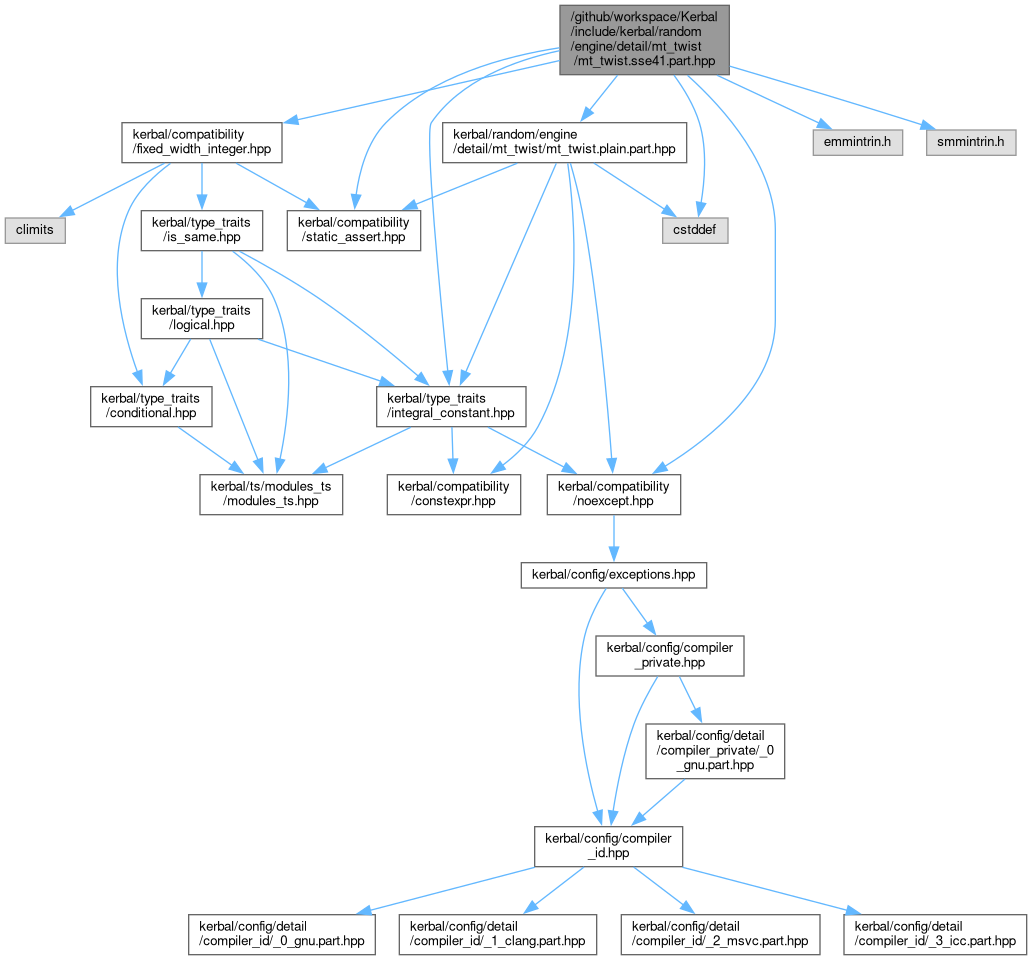 /github/workspace/Kerbal
/include/kerbal/random
/engine/detail/mt_twist
/mt_twist.sse41.part.hpp
kerbal/compatibility
/fixed_width_integer.hpp
kerbal/random/engine
/detail/mt_twist/mt_twist.plain.part.hpp
emmintrin.h
smmintrin.h
climits
kerbal/type_traits
/is_same.hpp
kerbal/compatibility
/static_assert.hpp
cstddef
kerbal/type_traits
/logical.hpp
kerbal/type_traits
/conditional.hpp
kerbal/type_traits
/integral_constant.hpp
kerbal/ts/modules_ts
/modules_ts.hpp
kerbal/compatibility
/constexpr.hpp
kerbal/compatibility
/noexcept.hpp
kerbal/config/exceptions.hpp
kerbal/config/compiler
_private.hpp
kerbal/config/detail
/compiler_private/_0
_gnu.part.hpp
kerbal/config/compiler
_id.hpp
kerbal/config/detail
/compiler_id/_0_gnu.part.hpp
kerbal/config/detail
/compiler_id/_1_clang.part.hpp
kerbal/config/detail
/compiler_id/_2_msvc.part.hpp
kerbal/config/detail
/compiler_id/_3_icc.part.hpp